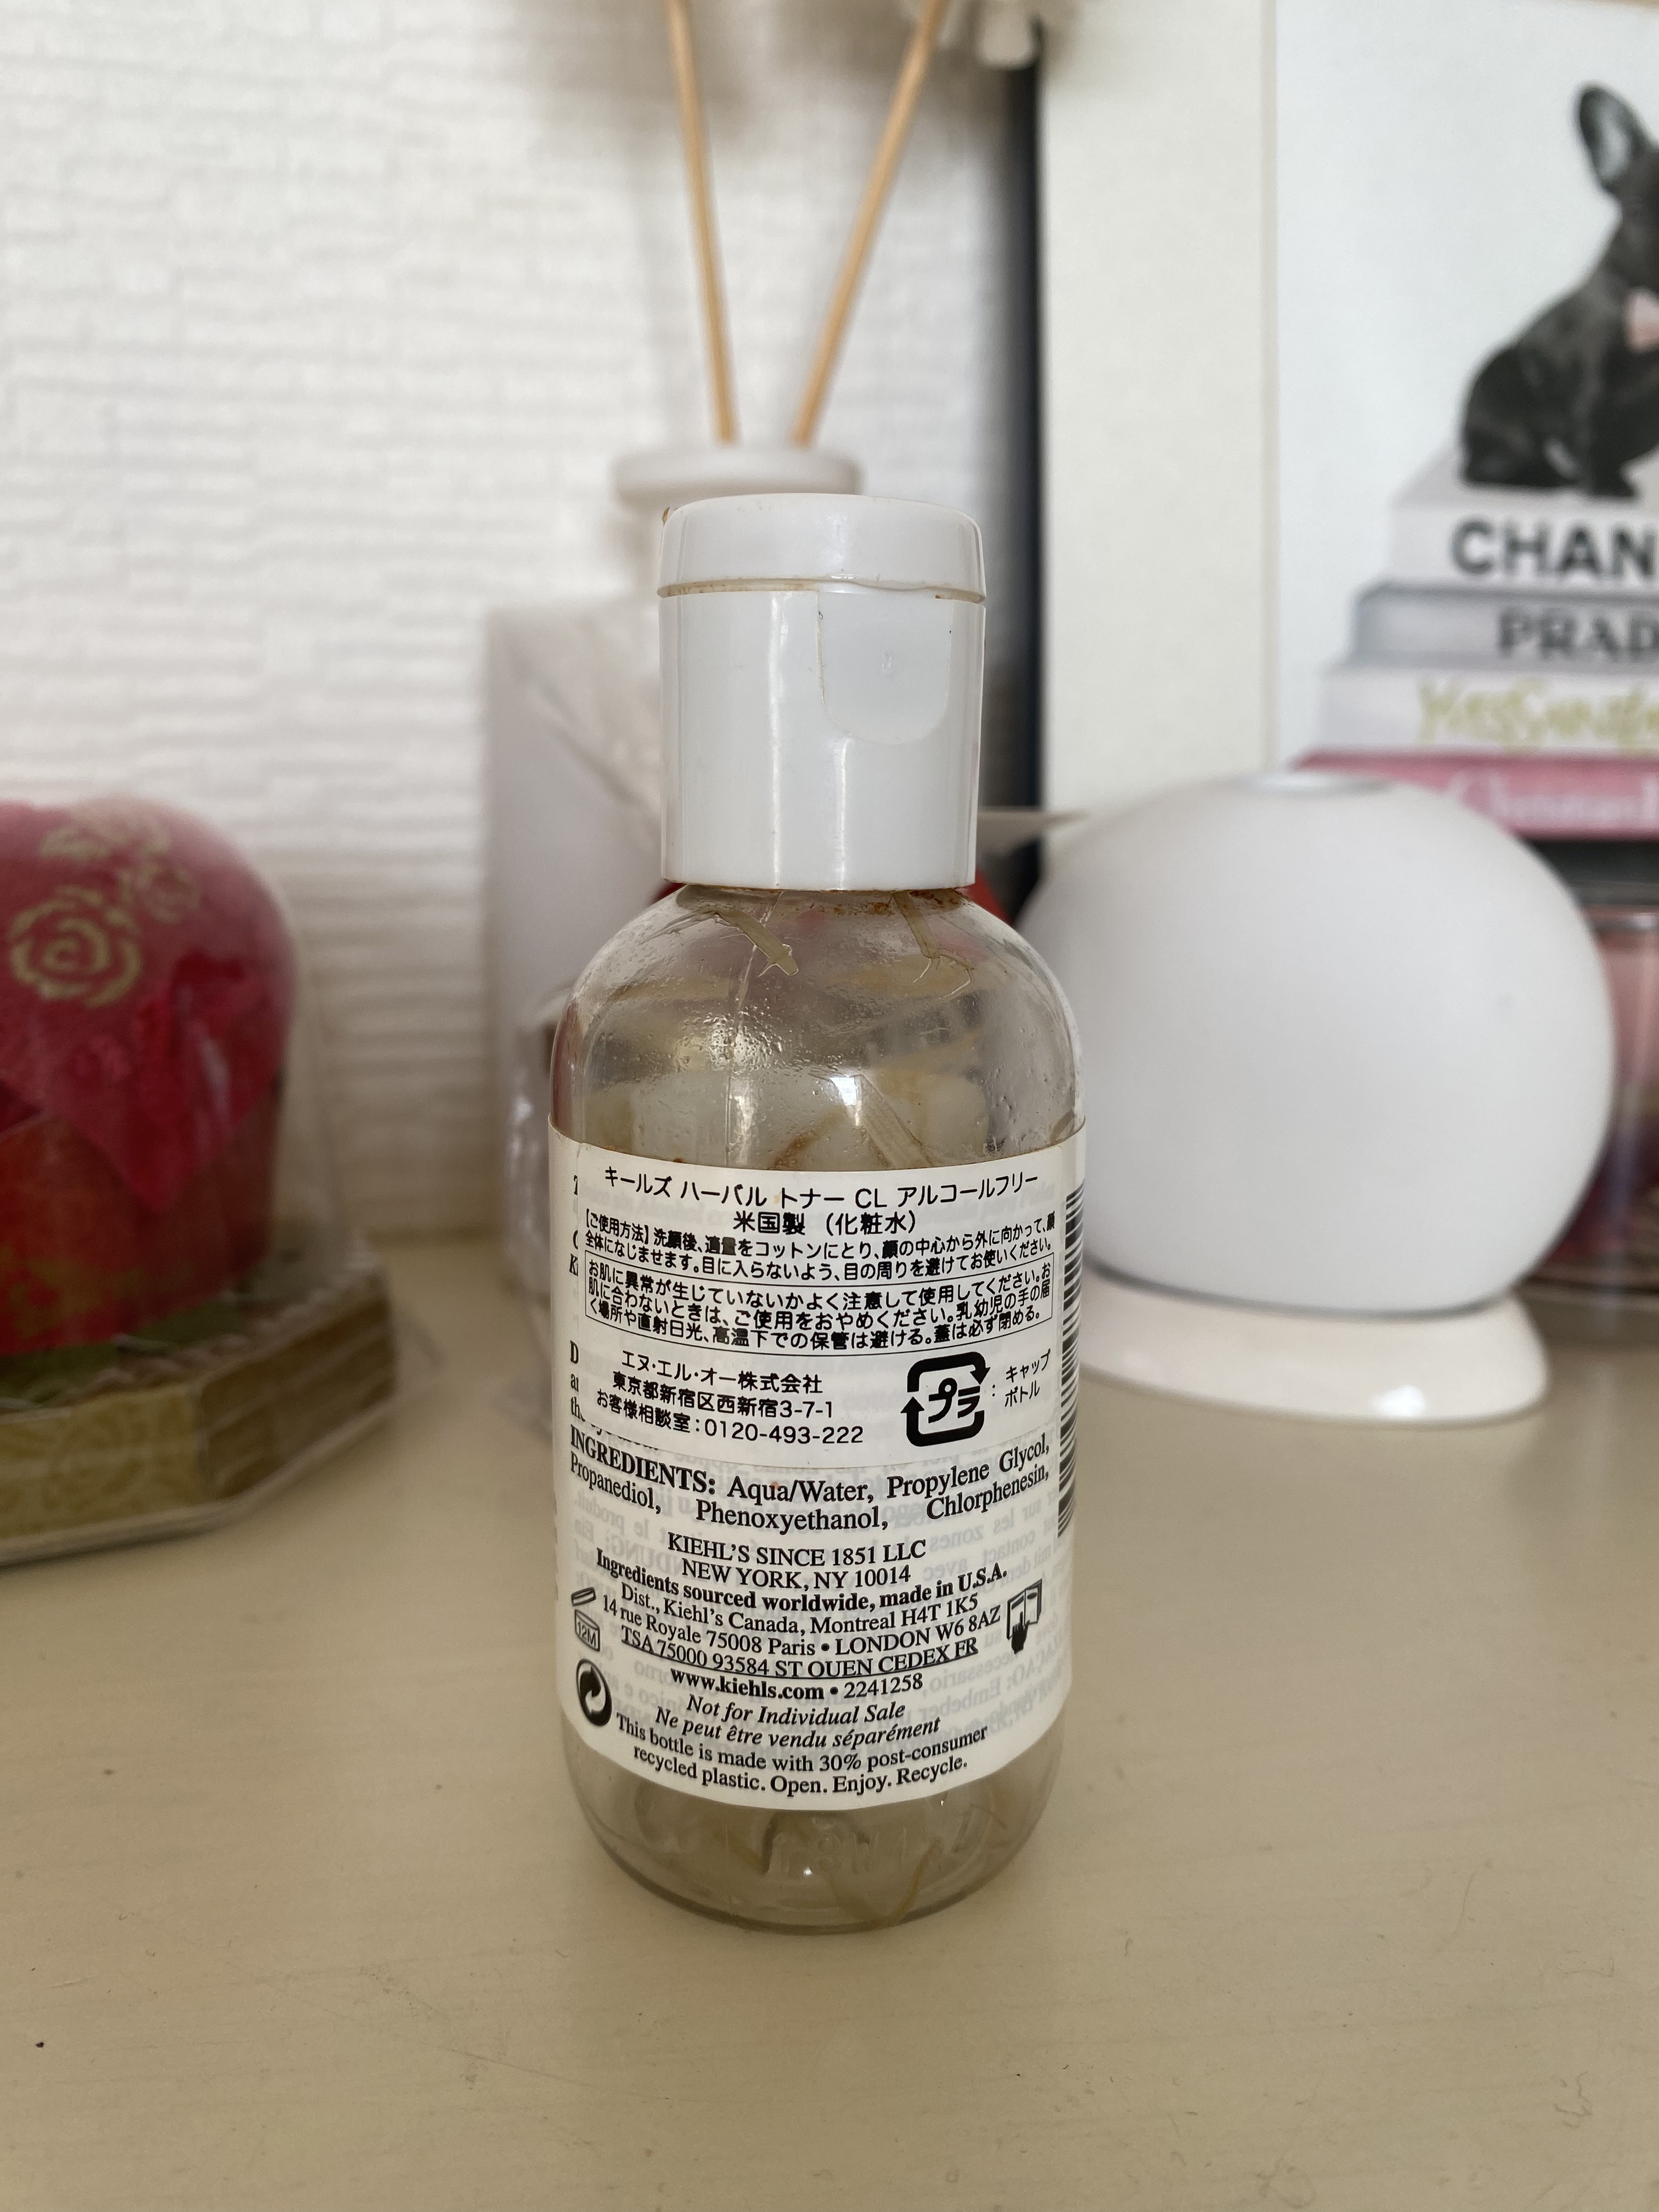 CHAN
PRAD
キールズ ハーバル トナー CL アルコールフリー
米国製 (化粧水)
【ご使用方法】洗顔後、適量をコットンにとり、顔の中心から外に向かって、顔
全体になじませます。目に入らないよう、目の周りを避けてお使いください。
お肌に異常が生じていないかよく注意して使用してください。お
肌に合わないときは、ご使用をおやめください。乳幼児の手の届
く場所や直射日光、高温下での保管は避ける。蓋は必ず閉める。
エヌ・エル・オー株式会社
東京都新宿区西新宿3-7-1
お客様相談室:0120-493-222
プラ
: キャップ
ボトル
INGREDIENTS: Aqua/Water, Propylene Glycol,
Propanediol, Phenoxyethanol, Chlorphenesin,
KIEHL'S SINCE 1851 LLC
NEW YORK, NY 10014
Ingredients sourced worldwide, made in U.S.A.
Dist., Kiehl's Canada, Montreal H4T 1K5
14 rue Royale 75008 Paris • LONDON W6 8AZ
TSA 75000 93584 ST OUEN CEDEX FR
www.kiehls.com • 2241258
12M
Not for Individual Sale
Ne peut être vendu séparément
This bottle is made with 30% post-consumer
recycled plastic. Open. Enjoy. Recycle.